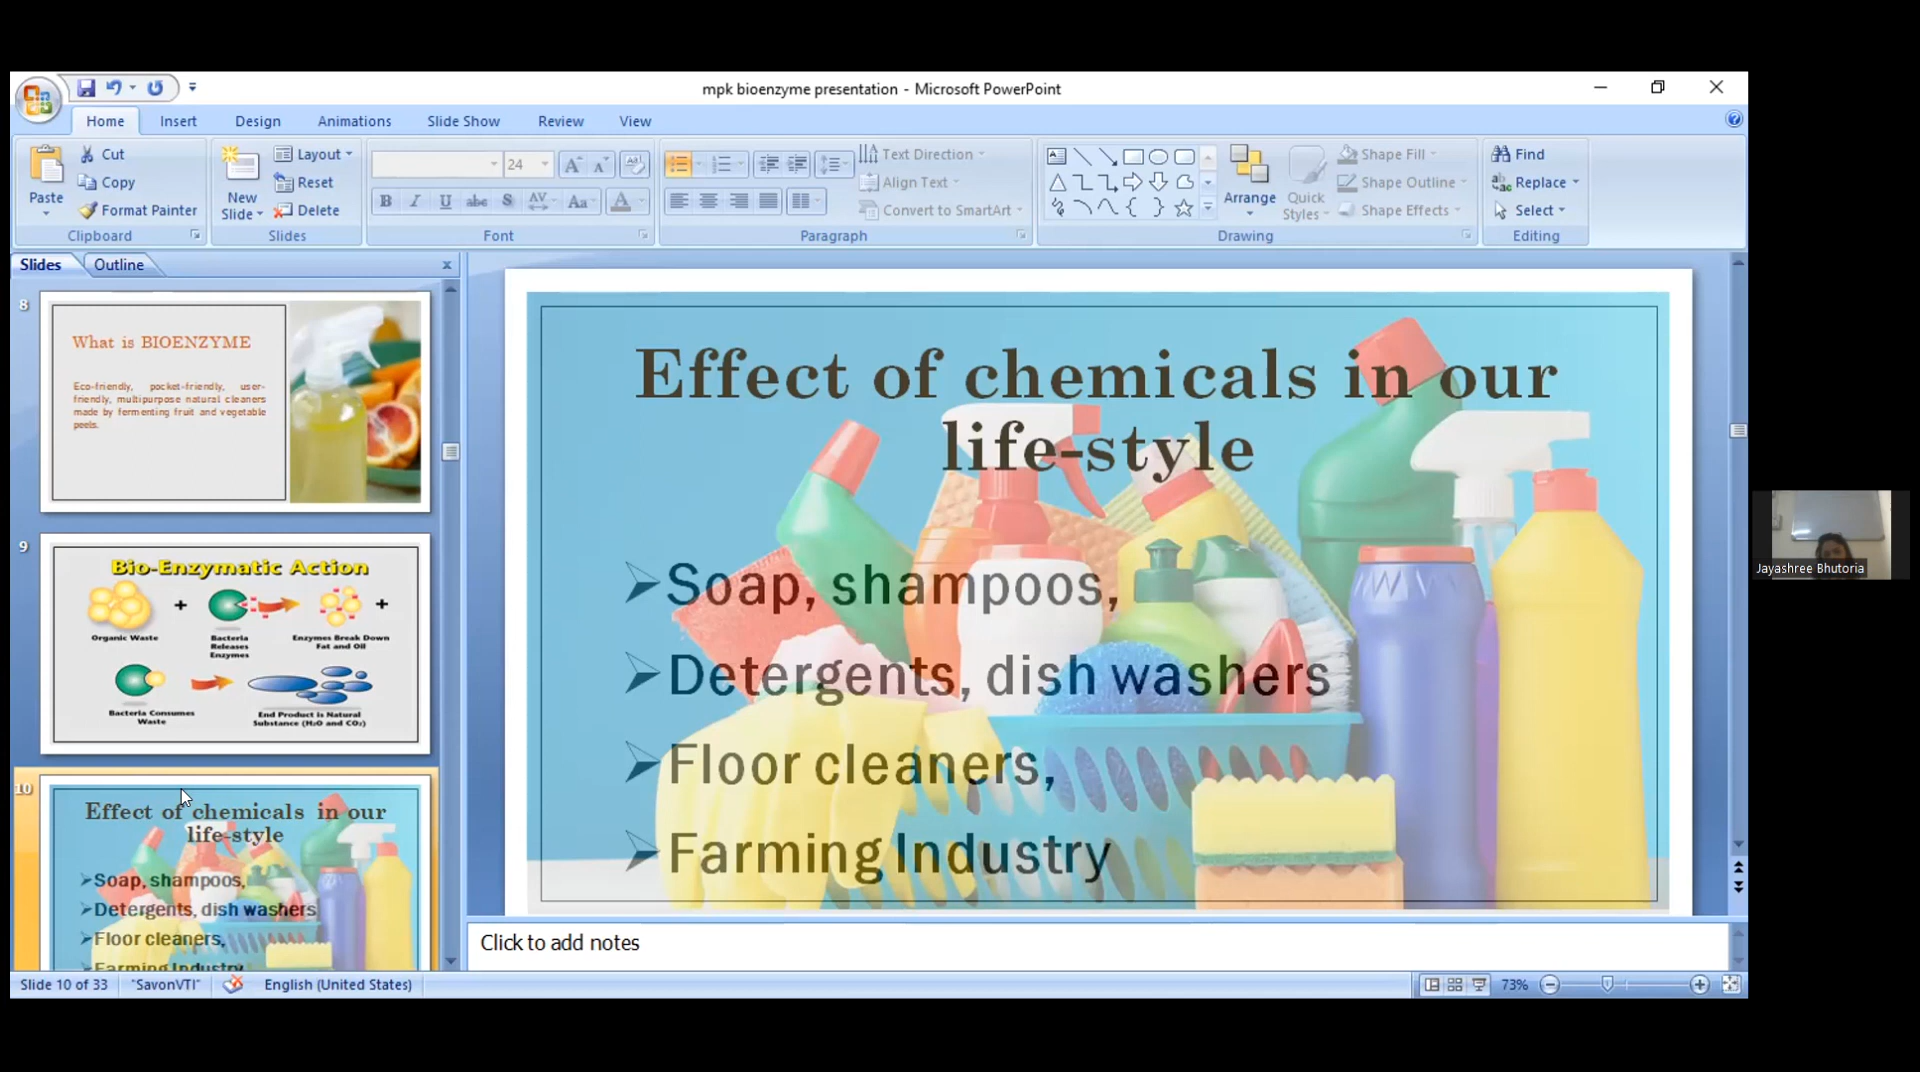 mpk bioenzyme presentation - Microsoft PowerPoint
Home Insert Design Animations Slide Show Review View
Paste
Cut
Copy
Format Painter
Clipboard
New
Slide
Layout
Reset
Delete
Slides
24
Font
Text Direction
Align Text
Convert to SmartArt
Paragraph
Arrange
Quick
Styles
Shape Fill
Shape Outline
Shape Effects
Drawing
Find
Replace
Select
Editing
Slides Outline
8
What is BIOENZYME
Eco-friendly, pocket-friendly, user-
friendly, multipurpose natural cleaners
made by fermenting fruit and vegetable
peels.
9
Bio-Enzymatic Action
+
+
Organic Waste
Bacteria
Releases
Enzymes
Enzymes Break Down
Fat and Oil
Bacteria Consumes
Waste
End Product is Natural
Substance (H₂O and CO₂)
10
Effect of chemicals in our
life-style
Soap, shampoos,
Detergents, dish washers
Floor cleaners,
Farming Industry
Effect of chemicals in our
life-style
➢Soap, shampoos,
➢Detergents, dish washers
➢Floor cleaners,
➢Farming Industry
Click to add notes
Slide 10 of 33 "SavonVTI" English (United States) 73%
Jayashree Bhutoria